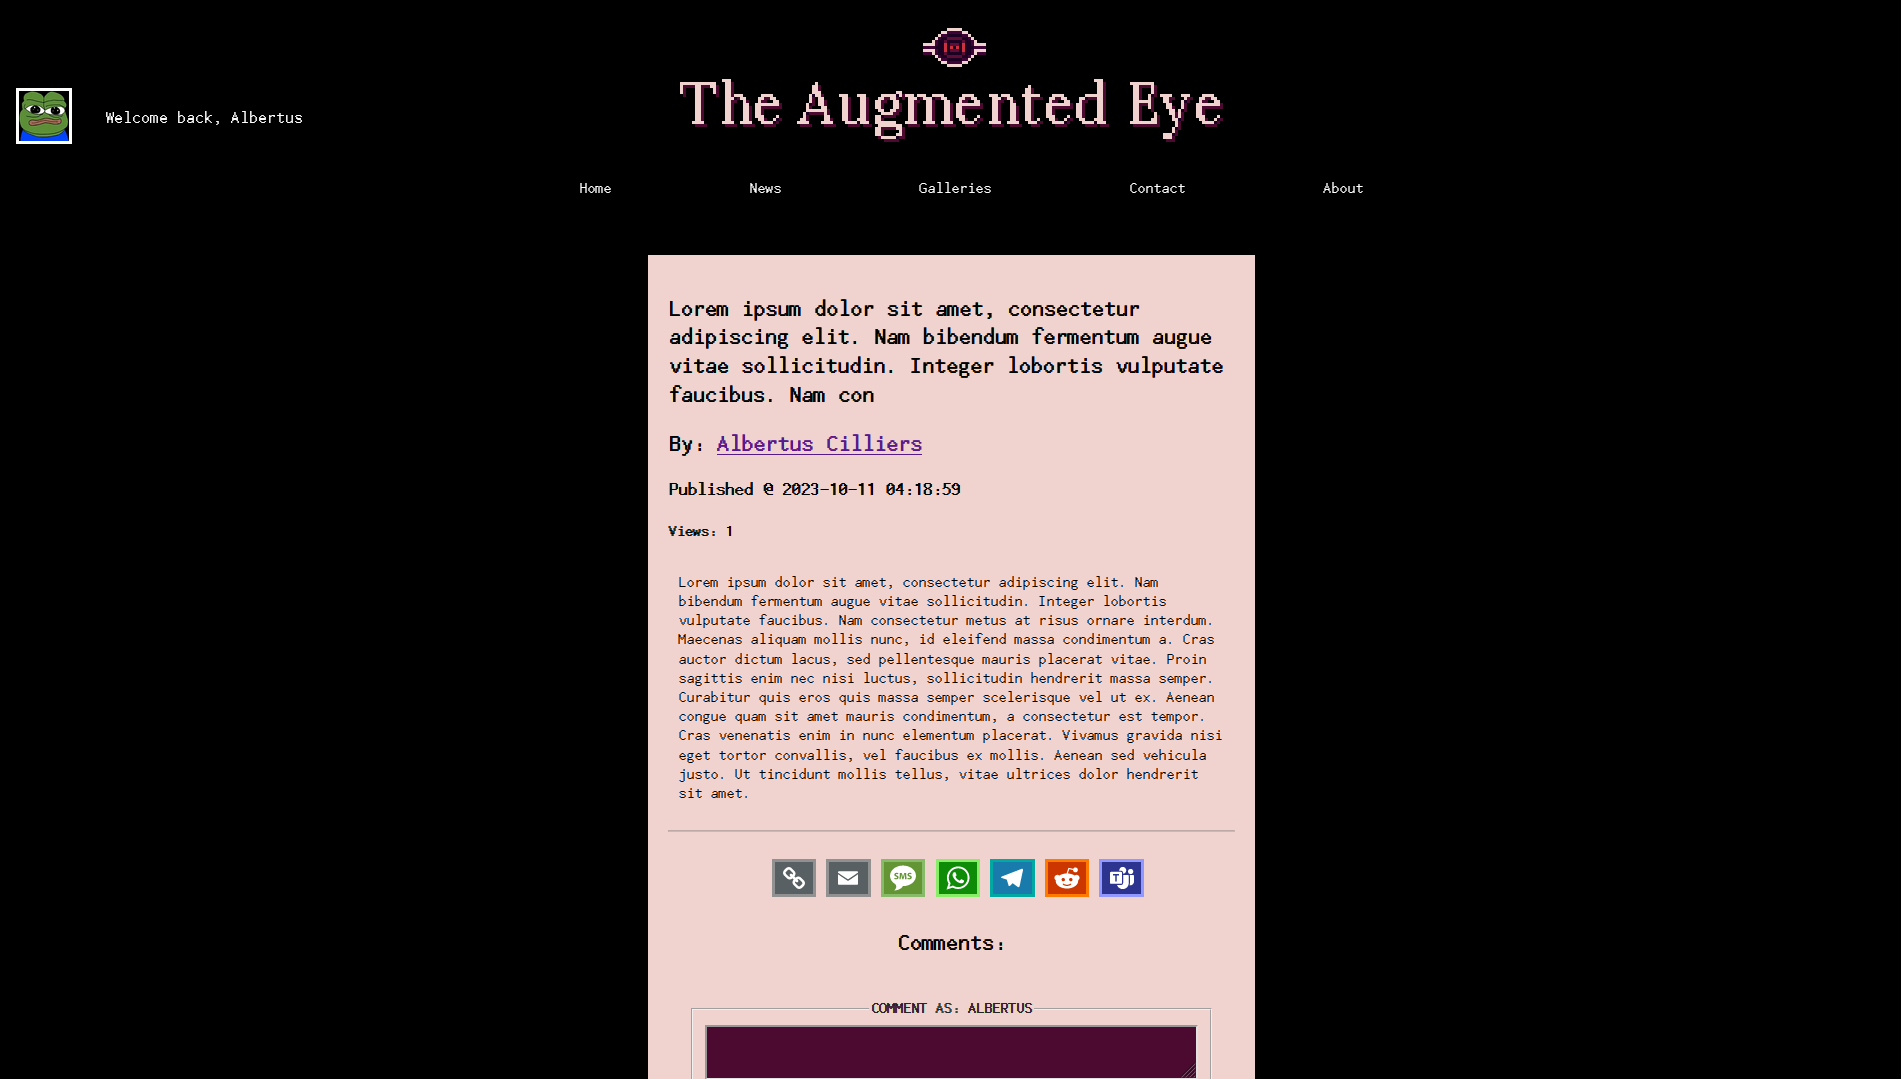 The Augmented Eye
Welcome back, Albertus
Home News Galleries Contact About
Lorem ipsum dolor sit amet, consectetur
adipiscing elit. Nam bibendum fermentum augue
vitae sollicitudin. Integer lobortis vulputate
faucibus. Nam con
By: Albertus Cilliers
Published @ 2023-10-11 04:18:59
Views: 1
Lorem ipsum dolor sit amet, consectetur adipiscing elit. Nam
bibendum fermentum augue vitae sollicitudin. Integer lobortis
vulputate faucibus. Nam consectetur metus at risus ornare interdum.
Maecenas aliquam mollis nunc, id eleifend massa condimentum a. Cras
auctor dictum lacus, sed pellentesque mauris placerat vitae. Proin
sagittis enim nec nisi luctus, sollicitudin hendrerit massa semper.
Curabitur quis eros quis massa semper scelerisque vel ut ex. Aenean
congue quam sit amet mauris condimentum, a consectetur est tempor.
Cras venenatis enim in nunc elementum placerat. Vivamus gravida nisi
eget tortor convallis, vel faucibus ex mollis. Aenean sed vehicula
justo. Ut tincidunt mollis tellus, vitae ultrices dolor hendrerit
sit amet.
SMS T
Comments:
COMMENT AS: ALBERTUS